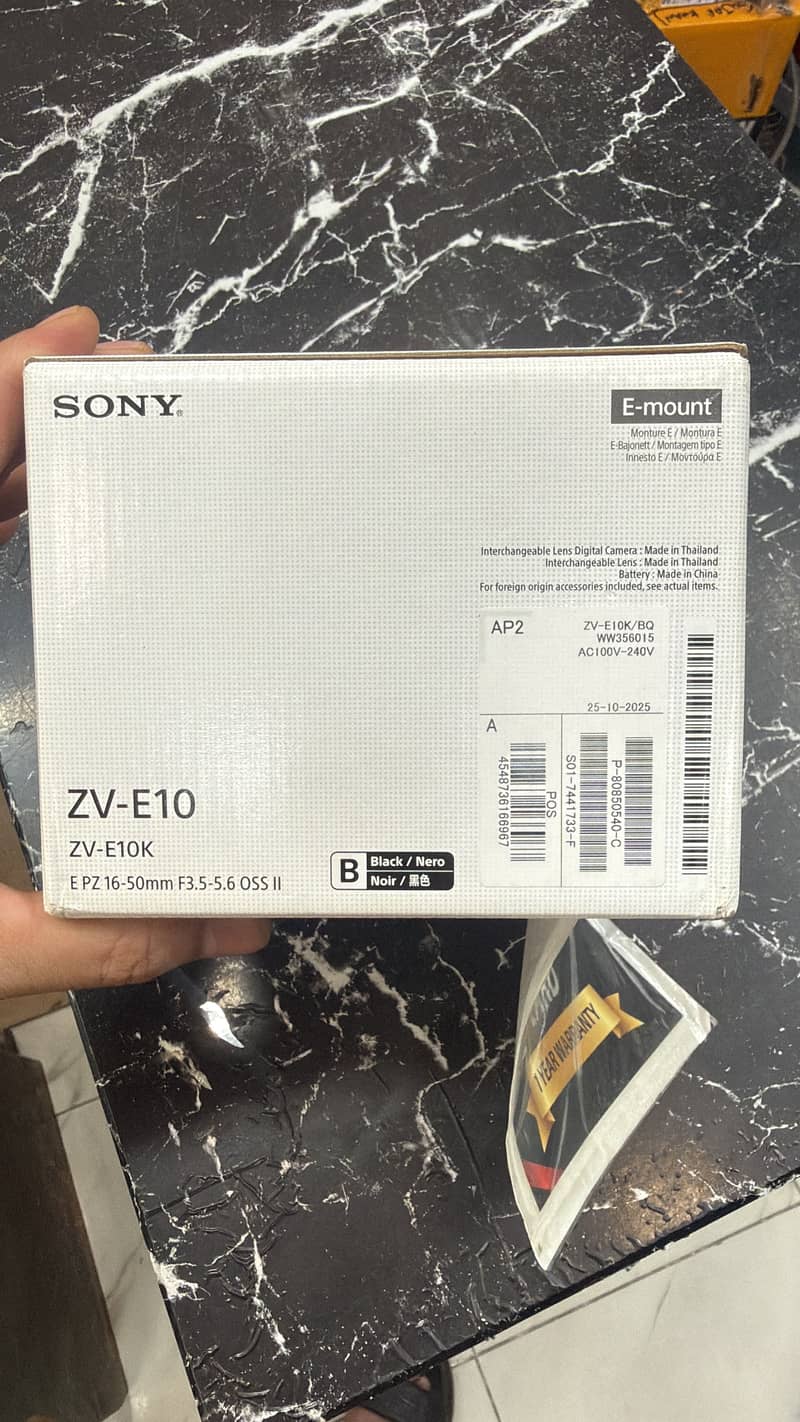 SONY®
E-mount
Monture E / Montura E
E-Bajonett / Montagem tipo E
Innesto E / Μοντούρα E
Interchangeable Lens Digital Camera : Made in Thailand
Interchangeable Lens : Made in Thailand
Battery : Made in China
For foreign origin accessories included, see actual items.
AP2
ZV-E10K/BQ
WW356015
AC100V-240V
25-10-2025
A
4548736166967
POS
S01-7441733-F
P-80850540-C
ZV-E10
ZV-E10K
E PZ 16-50mm F3.5-5.6 OSS II
B
Black / Nero
Noir / 黒色
1 YEAR WARRANTY